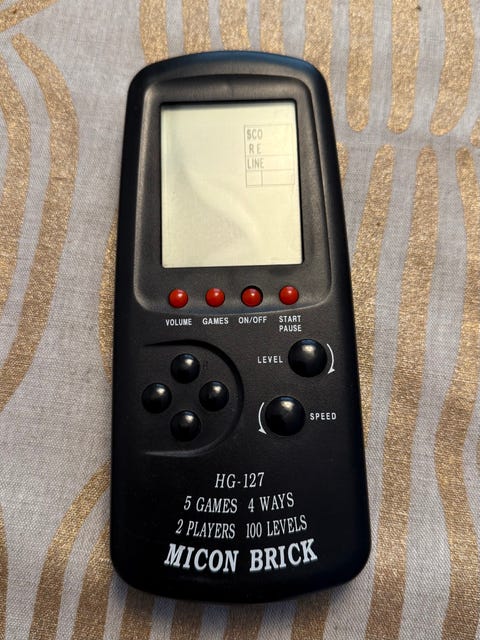 SCO
RE
LINE
VOLUME GAMES ON/OFF START PAUSE
LEVEL
SPEED
HG-127
5 GAMES 4 WAYS
2 PLAYERS 100 LEVELS
MICON BRICK